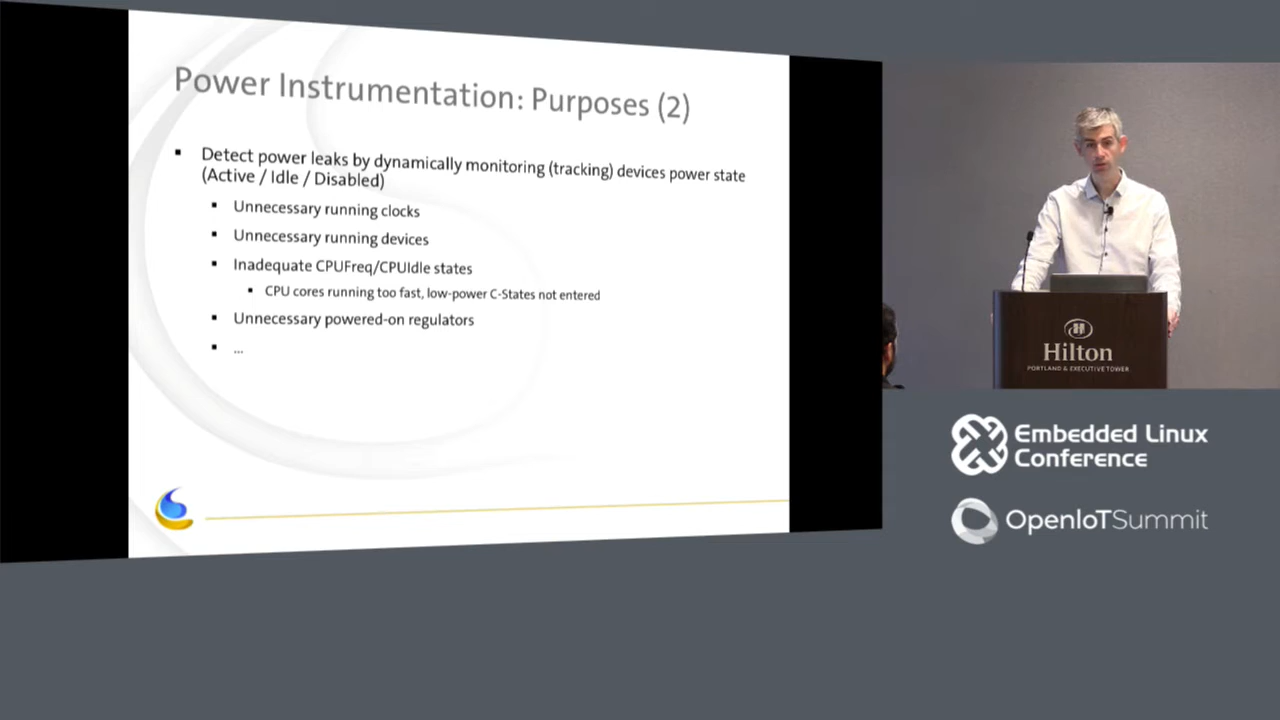 Power Instrumentation: Purposes (2)
Detect power leaks by dynamically monitoring (tracking) devices power state
(Active / Idle / Disabled)
Unnecessary running clocks
Unnecessary running devices
Inadequate CPUFreq/CPUIdle states
CPU cores running too fast, low-power C-States not entered
Unnecessary powered-on regulators
...
Hilton
PORTLAND & EXECUTIVE TOWER
Embedded Linux
Conference
OpenIoTSummit